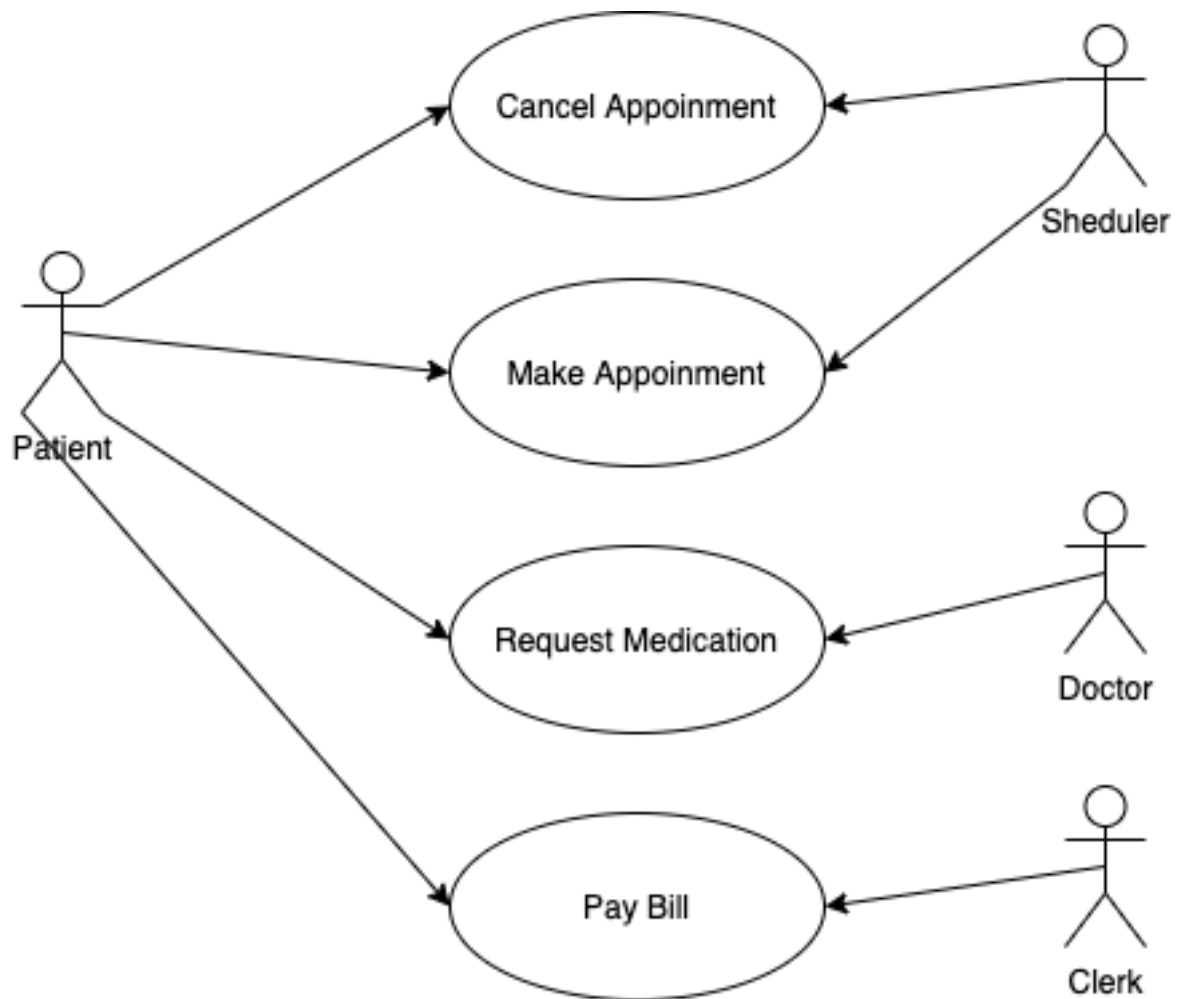 Cancel Appoinment
Sheduler
Make Appoinment
Patient
Request Medication
Doctor
Pay Bill
Clerk